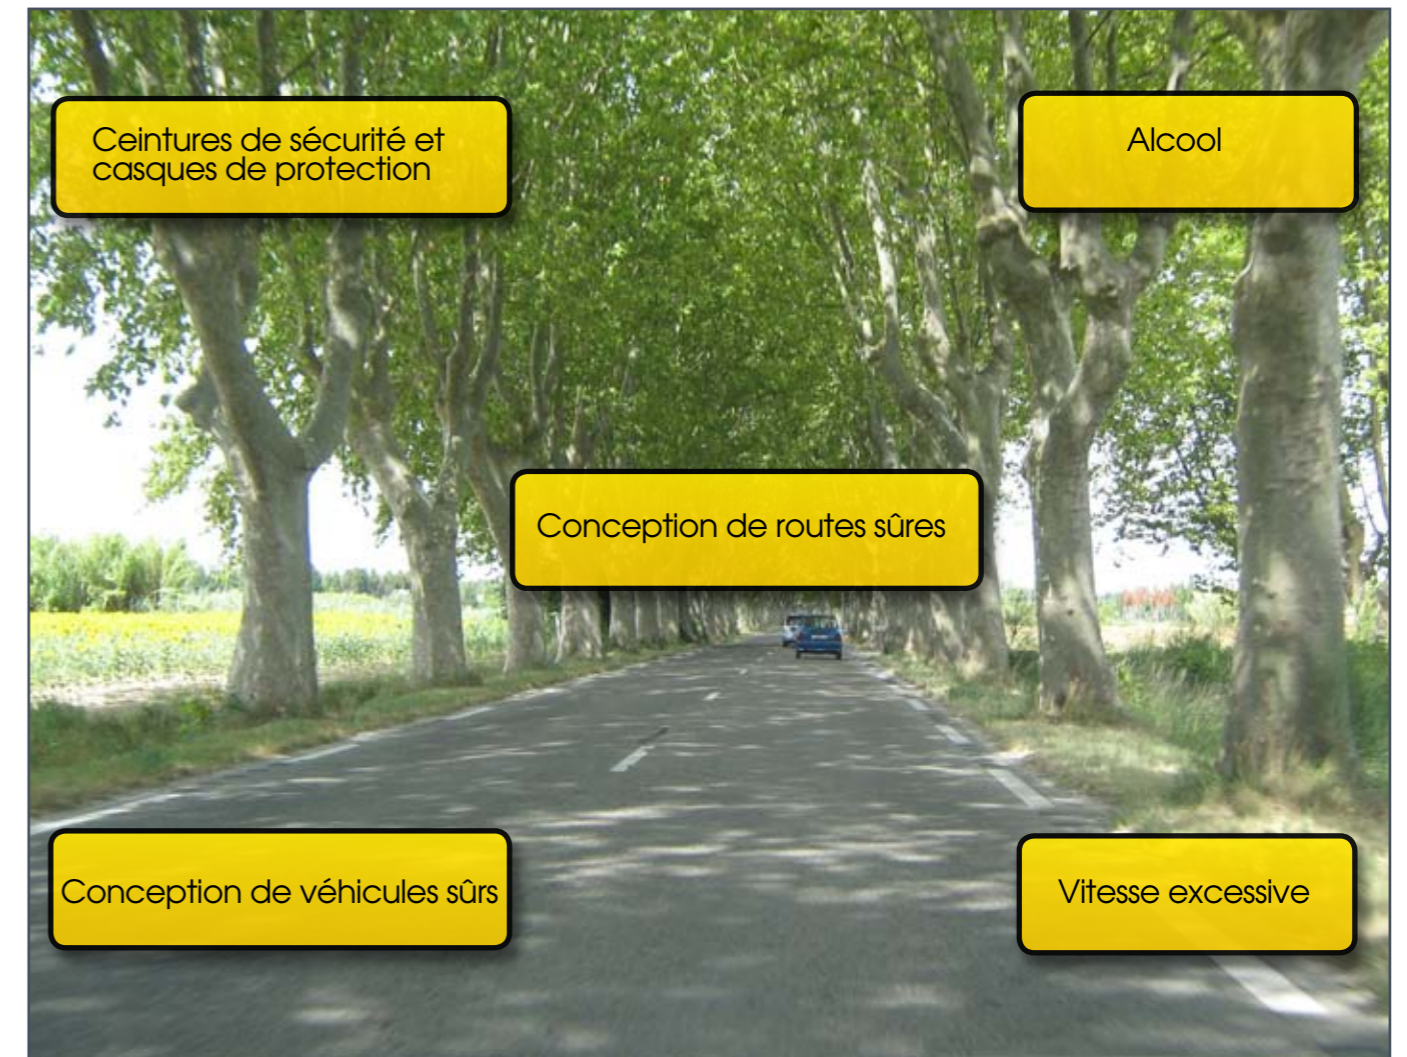 Ceintures de sécurité et
casques de protection
Alcool
Conception de routes sûres
Conception de véhicules sûrs
Vitesse excessive